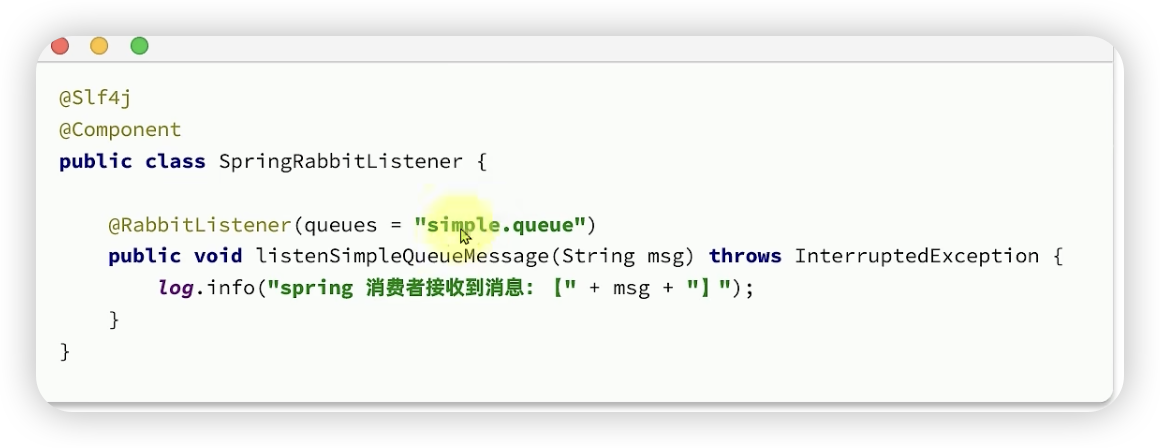 @Slf4j
@Component
public class SpringRabbitListener {
@RabbitListener(queues = "simple.queue")
public void listenSimpleQueueMessage(String msg) throws InterruptedException {
log.info("spring 消费者接收到消息:【" + msg + "】");
}
}